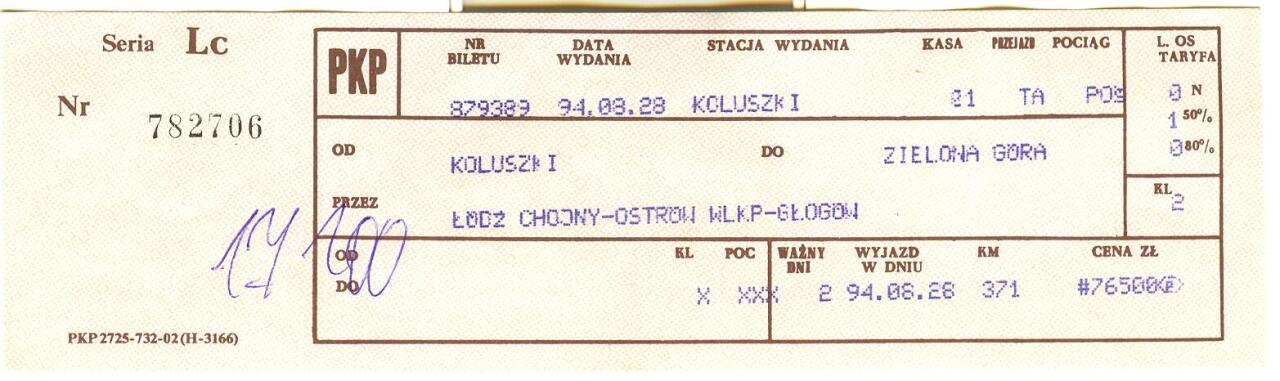 Seria Lc
Nr 782706
PKP 2725-732-02 (H-3166)
PKP
NR BILETU
DATA WYDANIA
STACJA WYDANIA
KASA
PRZEJAZD
POCIĄG
879389 94.08.28 KOLUSZKI 01 TA POS
L. OS TARYFA
0 N
1 50%
0 80%
OD KOLUSZKI DO ZIELONA GÓRA
PRZEZ ŁÓDŹ CHOJNY-OSTRÓW WLKP-GŁOGÓW
KL 2
OD
DO
KL POC
X XXX
WAŻNY DNI
WYJAZD W DNIU
KM
CENA ZŁ
2 94.08.28 371 #76500